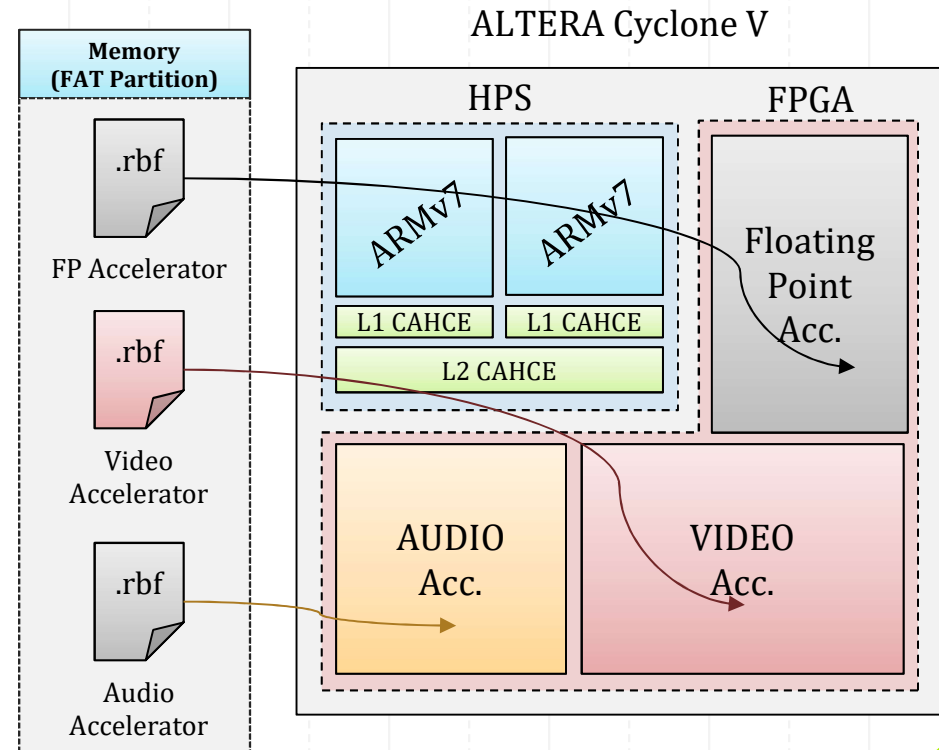 ALTERA Cyclone V
Memory
(FAT Partition)
.rbf
FP Accelerator
.rbf
Video
Accelerator
.rbf
Audio
Accelerator
HPS
FPGA
ARMv7
ARMv7
L1 CAHCE
L1 CAHCE
L2 CAHCE
Floating
Point
Acc.
AUDIO
Acc.
VIDEO
Acc.